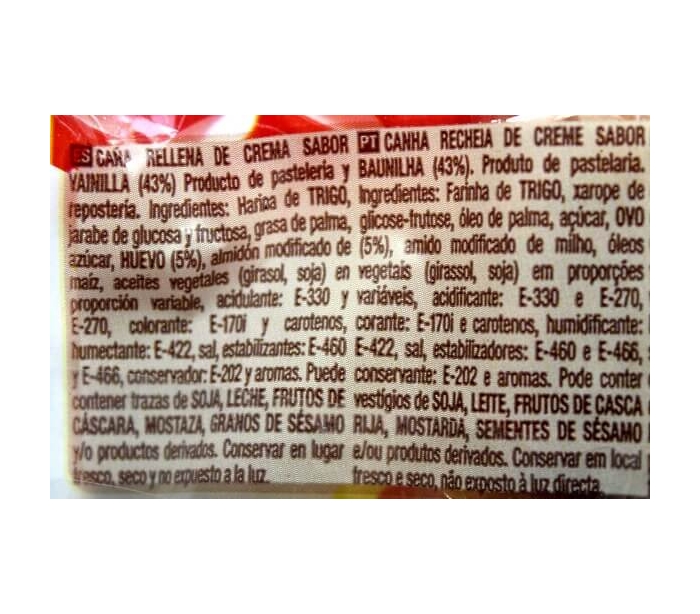 ES CAÑA RELLENA DE CREMA SABOR
VAINILLA (43%) Producto de pastelería y
repostería. Ingredientes: Harina de TRIGO,
jarabe de glucosa y fructosa, grasa de palma,
azúcar, HUEVO (5%), almidón modificado de
maíz, aceites vegetales (girasol, soja) en
proporción variable, acidulante: E-330 y
E-270, colorante: E-170i y carotenos,
humectante: E-422, sal, estabilizantes: E-460
y E-466, conservador: E-202 y aromas. Puede
contener trazas de SOJA, LECHE, FRUTOS DE
CÁSCARA, MOSTAZA, GRANOS DE SÉSAMO
y/o productos derivados. Conservar en lugar
fresco, seco y no expuesto a la luz.
PT CANHA RECHEIA DE CREME SABOR
BAUNILHA (43%). Produto de pastelaria.
Ingredientes: Farinha de TRIGO, xarope de
glicose-frutose, óleo de palma, açúcar, OVO
(5%), amido modificado de milho, óleos
vegetais (girassol, soja) em proporções
variáveis, acidificante: E-330 e E-270,
corante: E-170i e carotenos, humidificante:
E-422, sal, estabilizadores: E-460 e E-466,
conservante: E-202 e aromas. Pode conter
vestígios de SOJA, LEITE, FRUTOS DE CASCA
RIJA, MOSTARDA, SEMENTES DE SÉSAMO
e/ou produtos derivados. Conservar em local
fresco e seco, não exposto à luz directa.